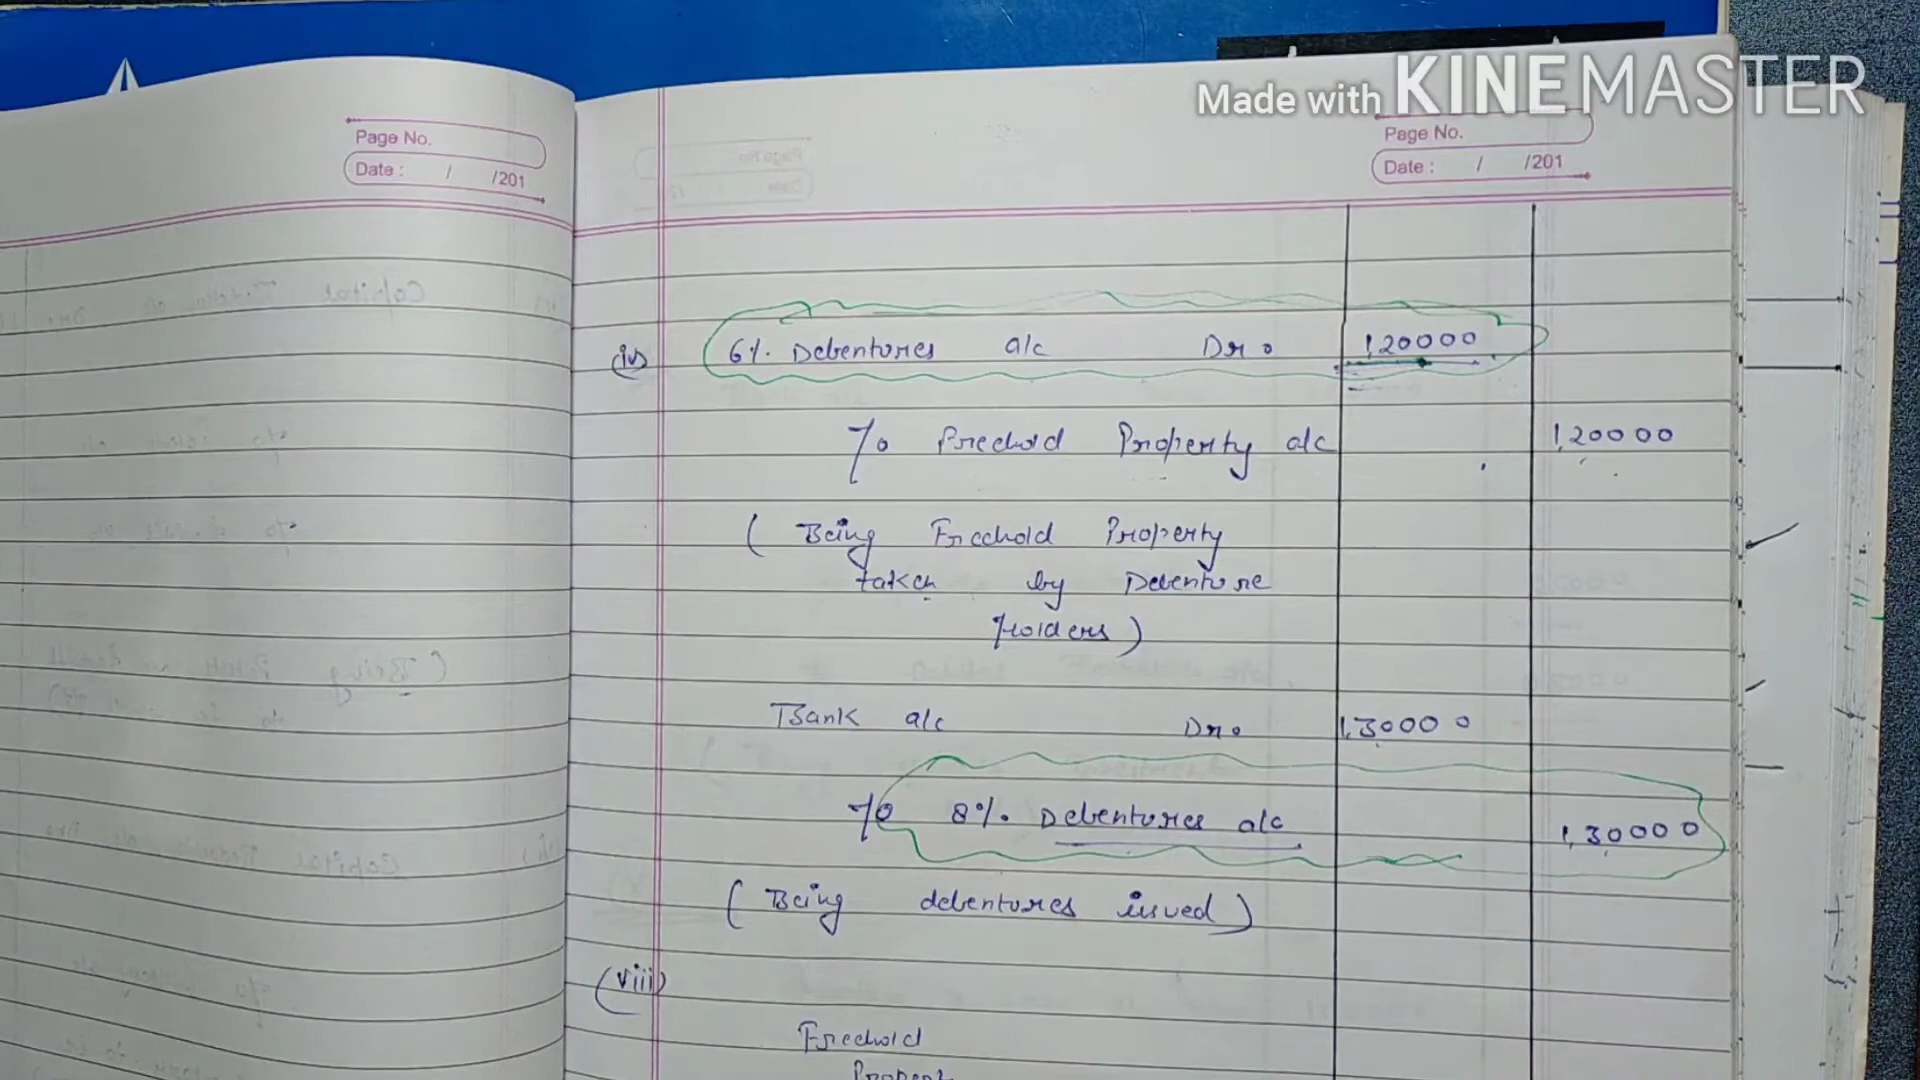 Made with KINEMASTER
Page No.
Date : / /201
Page No.
Date : / /201
(iv) 6%. Debentures a/c Dr. 1,20000
To Freehold Property a/c 1,20000
( Being Freehold Property
taken by Debenture
Holders )
Bank a/c Dr. 1,30000
To 8%. Debentures a/c 1,30000
( Being debentures issued )
(viii)
Freehold